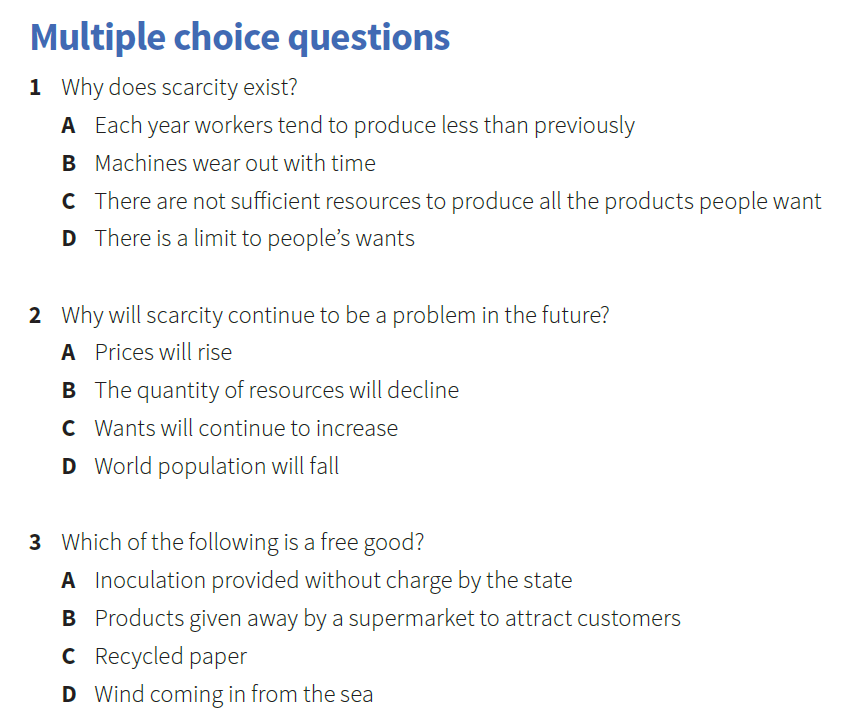 Multiple choice questions
1 Why does scarcity exist?
A Each year workers tend to produce less than previously
B Machines wear out with time
C There are not sufficient resources to produce all the products people want
D There is a limit to people’s wants
2 Why will scarcity continue to be a problem in the future?
A Prices will rise
B The quantity of resources will decline
C Wants will continue to increase
D World population will fall
3 Which of the following is a free good?
A Inoculation provided without charge by the state
B Products given away by a supermarket to attract customers
C Recycled paper
D Wind coming in from the sea